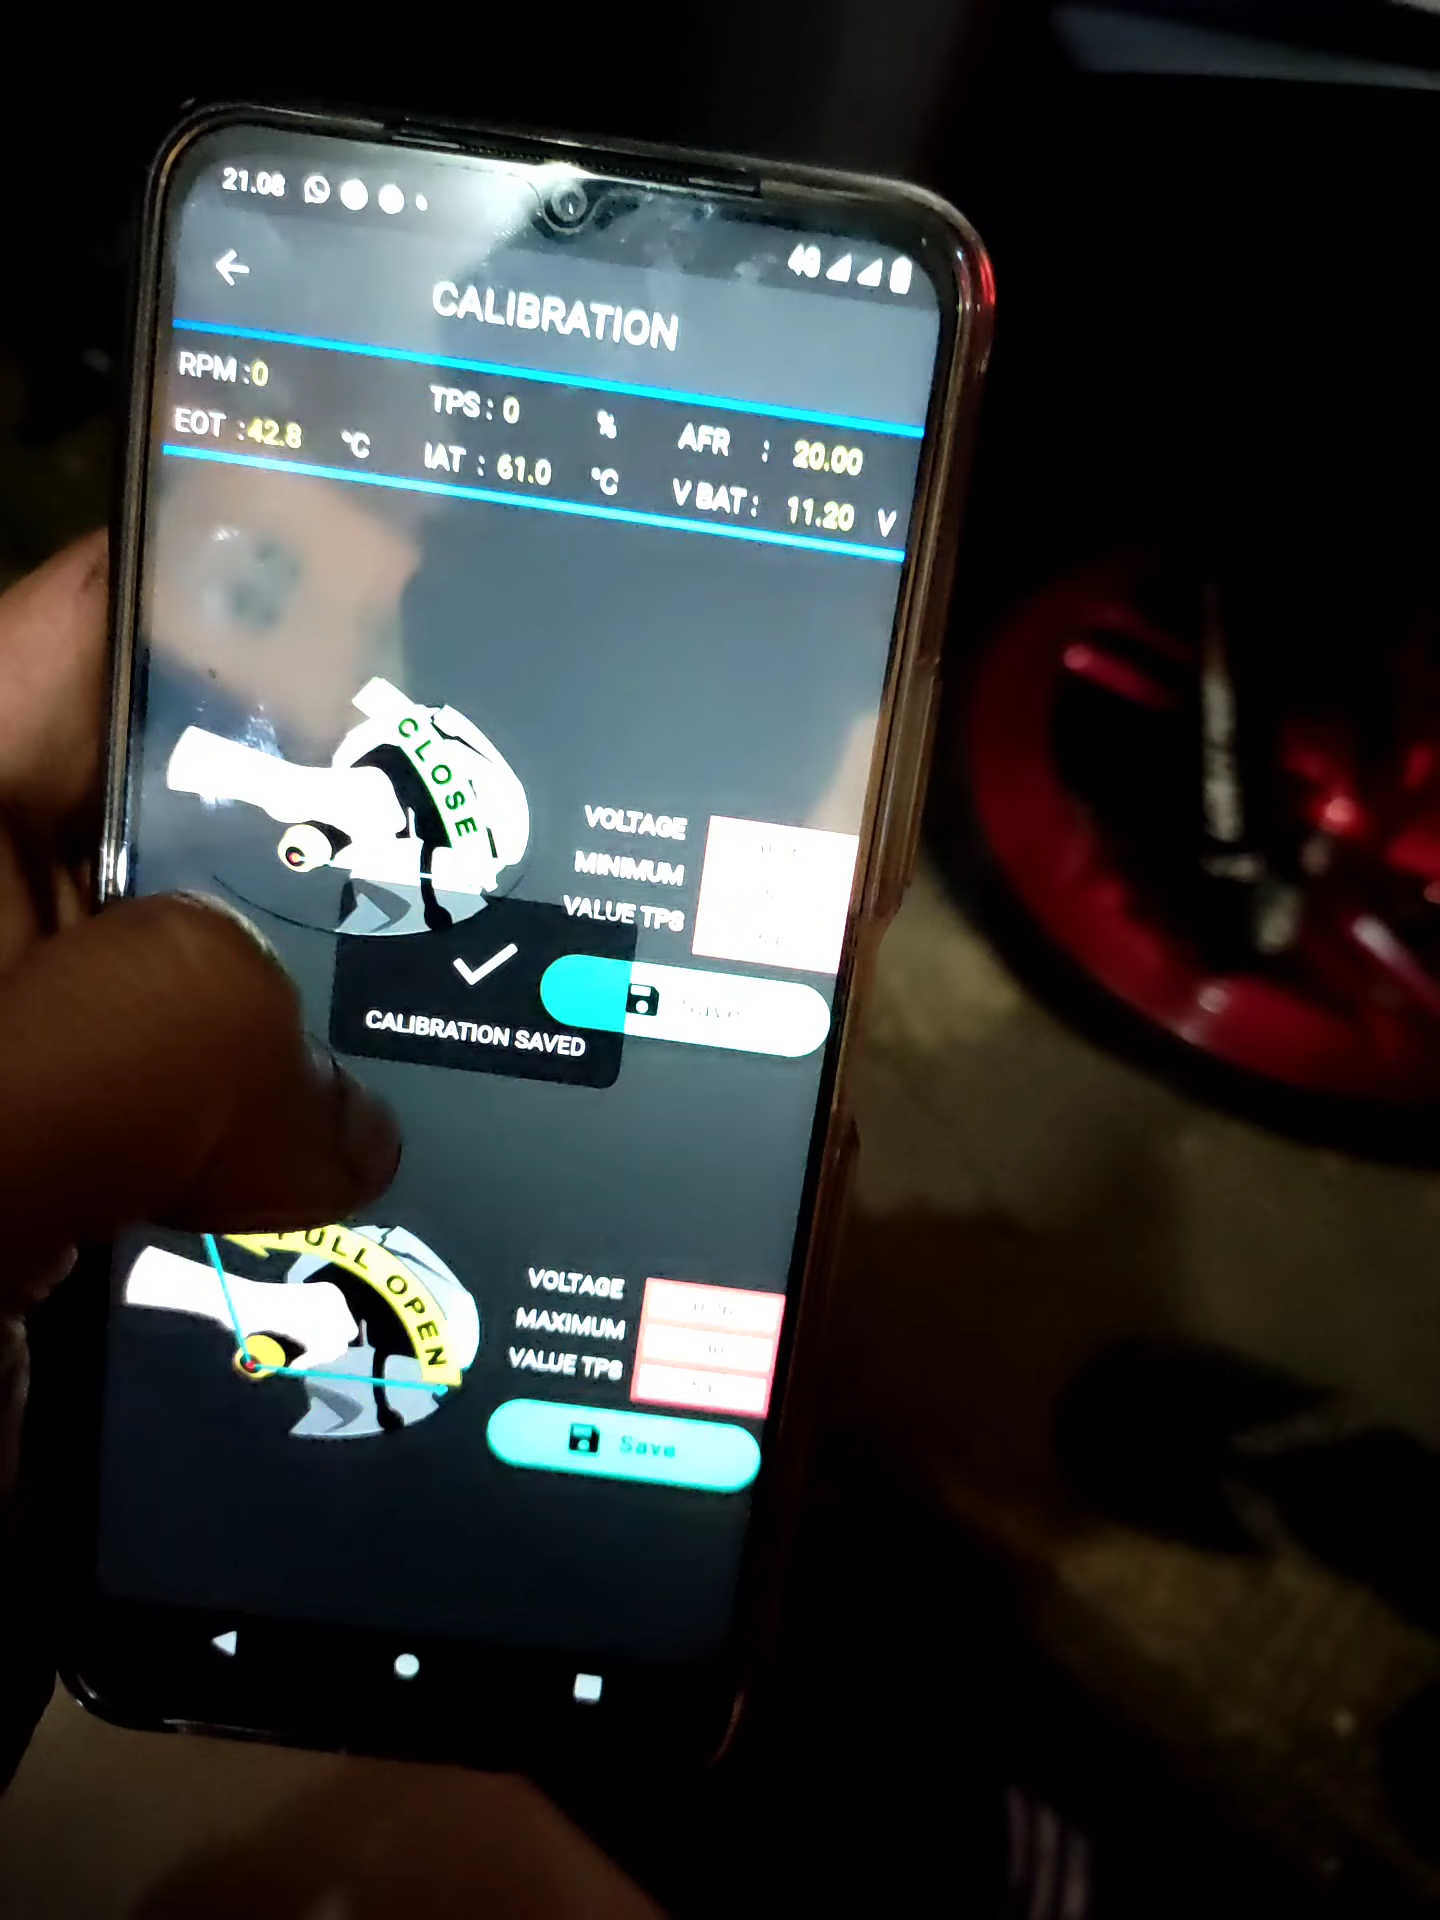 21.08
4G
CALIBRATION
RPM :0
TPS : 0 %
AFR : 20.00
EOT :42.8 °C
IAT : 61.0 °C
V BAT : 11.20 V
CLOSE
VOLTAGE
MINIMUM
VALUE TPS
Save
CALIBRATION SAVED
FULL OPEN
VOLTAGE
MAXIMUM
VALUE TPS
Save